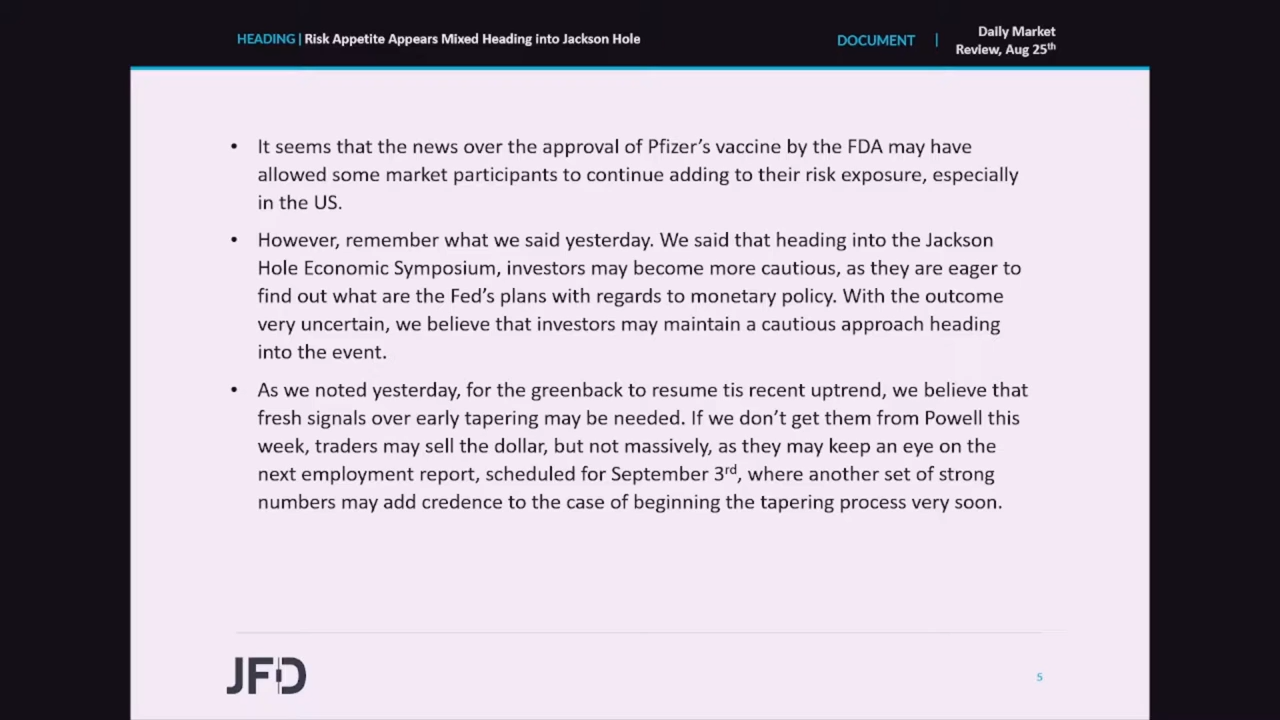 HEADING | Risk Appetite Appears Mixed Heading into Jackson Hole
DOCUMENT | Daily Market
Review, Aug 25th
• It seems that the news over the approval of Pfizer’s vaccine by the FDA may have
allowed some market participants to continue adding to their risk exposure, especially
in the US.
• However, remember what we said yesterday. We said that heading into the Jackson
Hole Economic Symposium, investors may become more cautious, as they are eager to
find out what are the Fed’s plans with regards to monetary policy. With the outcome
very uncertain, we believe that investors may maintain a cautious approach heading
into the event.
• As we noted yesterday, for the greenback to resume tis recent uptrend, we believe that
fresh signals over early tapering may be needed. If we don’t get them from Powell this
week, traders may sell the dollar, but not massively, as they may keep an eye on the
next employment report, scheduled for September 3rd, where another set of strong
numbers may add credence to the case of beginning the tapering process very soon.
JFD
5